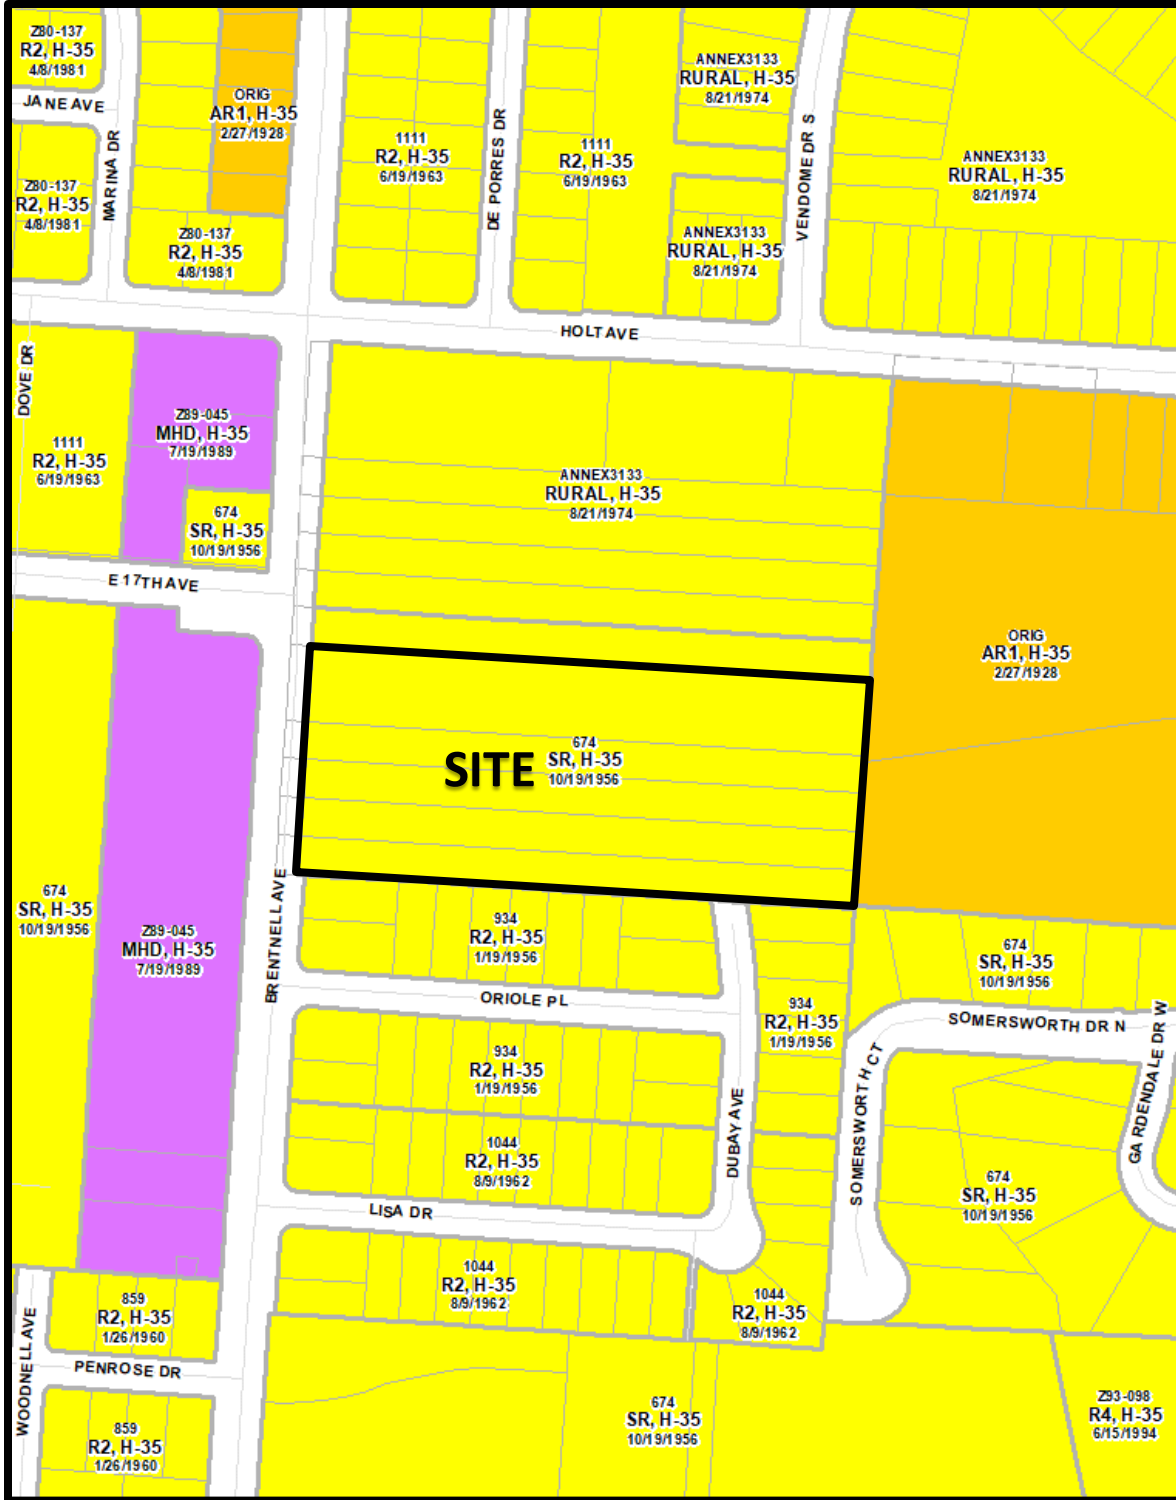 Z80-137
R2, H-35
4/8/1981
JANE AVE
MARINA DR
ORIG
AR1, H-35
2/27/1928
1111
R2, H-35
6/19/1963
DE PORRES DR
1111
R2, H-35
6/19/1963
ANNEX3133
RURAL, H-35
8/21/1974
VENDOME DR S
ANNEX3133
RURAL, H-35
8/21/1974
Z80-137
R2, H-35
4/8/1981
Z80-137
R2, H-35
4/8/1981
ANNEX3133
RURAL, H-35
8/21/1974
HOLT AVE
DOVE DR
Z89-045
MHD, H-35
7/19/1989
1111
R2, H-35
6/19/1963
674
SR, H-35
10/19/1956
ANNEX3133
RURAL, H-35
8/21/1974
E 17TH AVE
ORIG
AR1, H-35
2/27/1928
SITE
674
SR, H-35
10/19/1956
674
SR, H-35
10/19/1956
Z89-045
MHD, H-35
7/19/1989
BRENTNELL AVE
934
R2, H-35
1/19/1956
ORIOLE PL
934
R2, H-35
1/19/1956
674
SR, H-35
10/19/1956
SOMERSWORTH DR N
GARDENDALE DR W
SOMERSWORTH CT
934
R2, H-35
1/19/1956
DUBAY AVE
1044
R2, H-35
8/9/1962
674
SR, H-35
10/19/1956
LISA DR
1044
R2, H-35
8/9/1962
1044
R2, H-35
8/9/1962
859
R2, H-35
1/26/1960
WOODNELL AVE
PENROSE DR
859
R2, H-35
1/26/1960
674
SR, H-35
10/19/1956
Z93-098
R4, H-35
6/15/1994